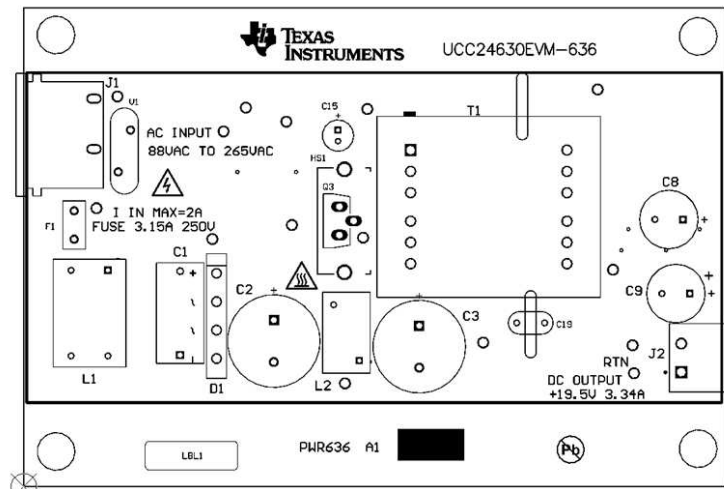 TEXAS
INSTRUMENTS
UCC24630EVM-636
J1
V1
AC INPUT
88VAC TO 265VAC
C15
T1
HS1
Q3
C8
F1
I IN MAX=2A
FUSE 3.15A 250V
C1
C2
C3
C9
C19
L1
D1
L2
RTN
J2
DC OUTPUT
+19.5V 3.34A
LBL1
PWR636 A1
Pb